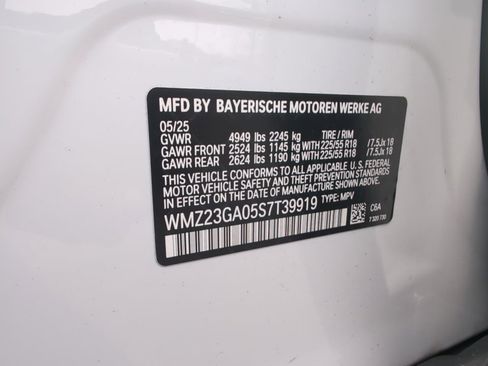 MFD BY BAYERISCHE MOTOREN WERKE AG
05/25
GVWR 4949 lbs 2245 kg TIRE / RIM
GAWR FRONT 2524 lbs 1145 kg WITH 225/55 R18 /7.5Jx18
GAWR REAR 2624 lbs 1190 kg WITH 225/55 R18 /7.5Jx18
THIS VEHICLE CONFORMS TO ALL APPLICABLE U.S. FEDERAL
MOTOR VEHICLE SAFETY STANDARDS
IN EFFECT ON THE DATE OF MANUFACTURE SHOWN ABOVE.
WMZ23GA05S7T39919 TYPE: MPV
C6A
7 320 730